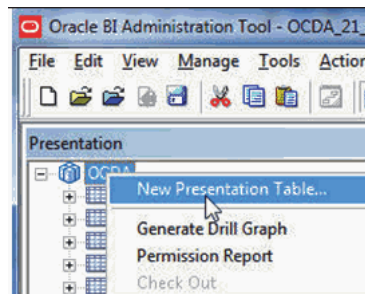 Oracle BI Administration Tool - OCDA_21_
File Edit View Manage Tools Action
Presentation
OCDA
New Presentation Table...
Generate Drill Graph
Permission Report
Check Out